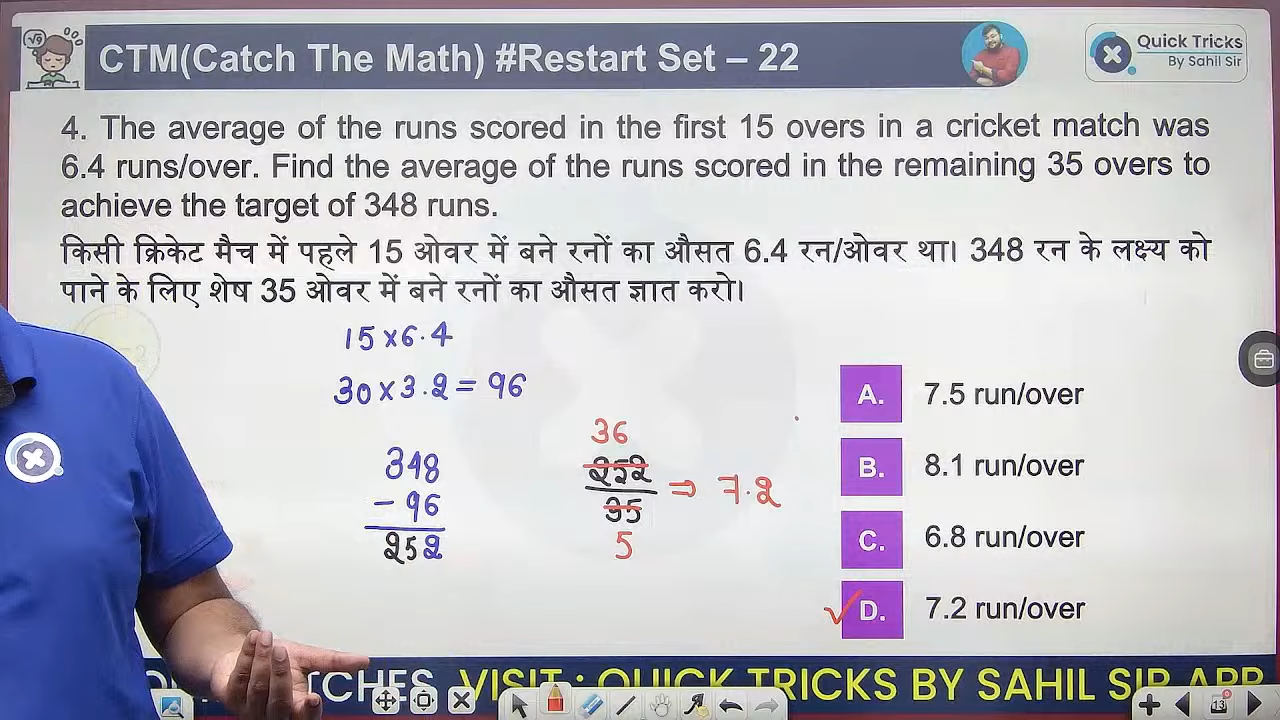 CTM(Catch The Math) #Restart Set – 22
Quick Tricks
By Sahil Sir
4. The average of the runs scored in the first 15 overs in a cricket match was
6.4 runs/over. Find the average of the runs scored in the remaining 35 overs to
achieve the target of 348 runs.
किसी क्रिकेट मैच में पहले 15 ओवर में बने रनों का औसत 6.4 रन/ओवर था। 348 रन के लक्ष्य को
पाने के लिए शेष 35 ओवर में बने रनों का औसत ज्ञात करो।
15 × 6.4
30 × 3.2 = 96
348
- 96
252
36
252
35
5
⇒ 7.2
A. 7.5 run/over
B. 8.1 run/over
C. 6.8 run/over
D. 7.2 run/over
VISIT : QUICK TRICKS BY SAHIL SIR APP
13